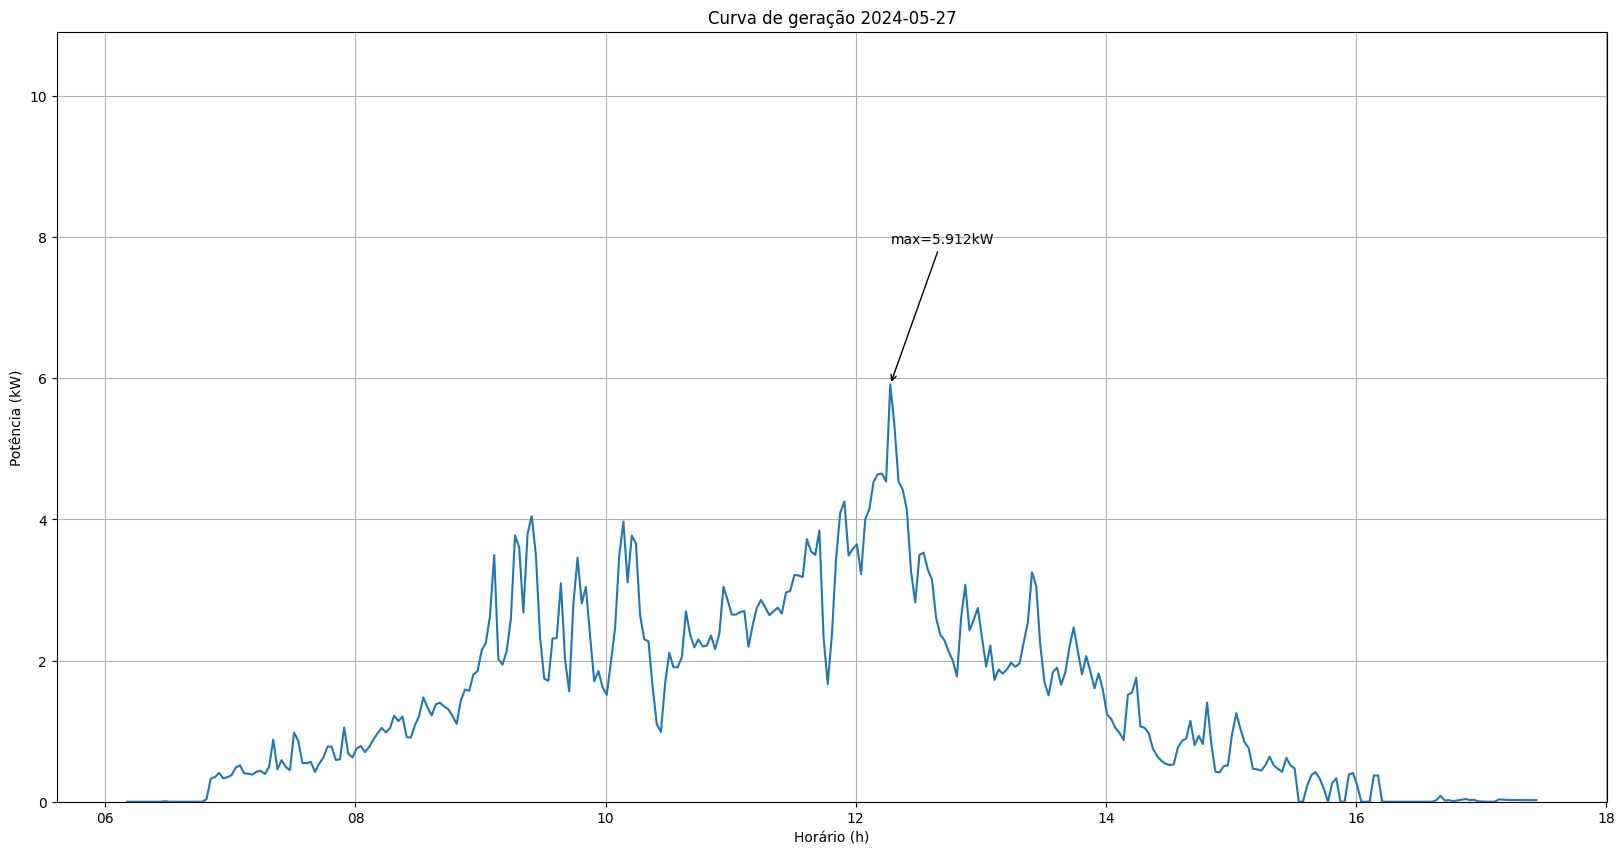 Curva de geração 2024-05-27
10
8
6
4
2
0
Potência (kW)
max=5.912kW
06 08 10 12 14 16 18
Horário (h)